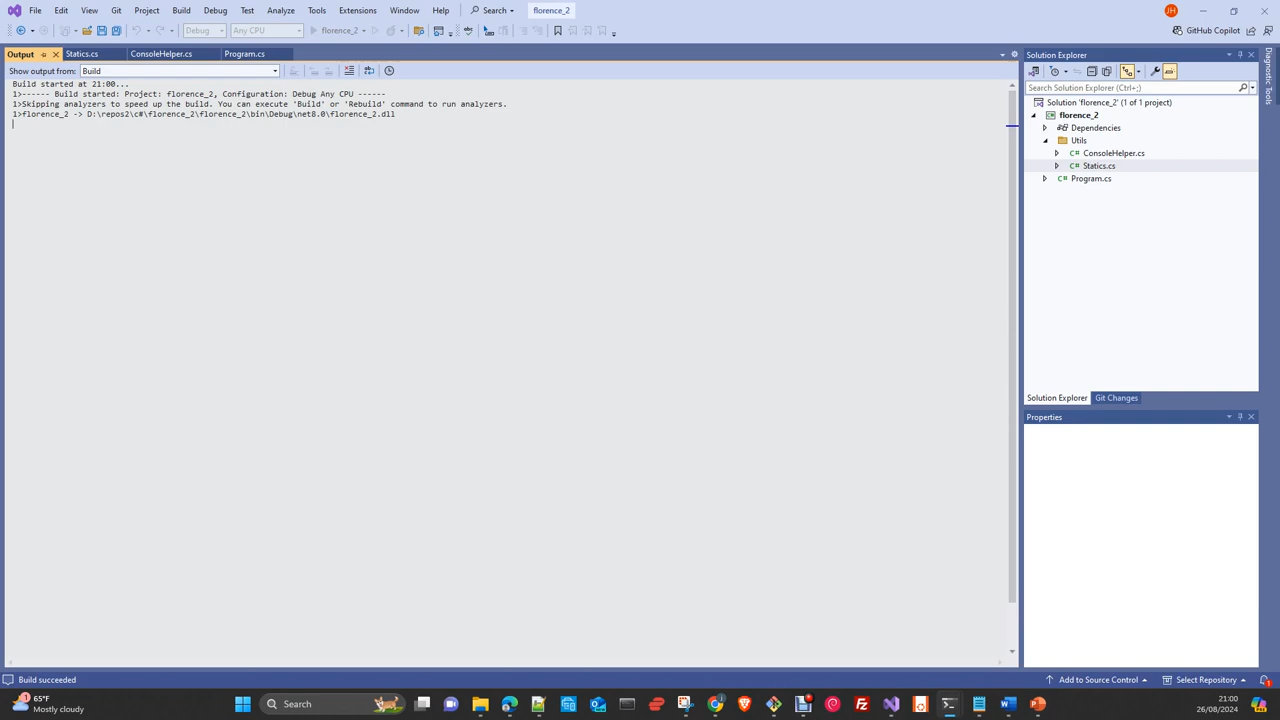 File Edit View Git Project Build Debug Test Analyze Tools Extensions Window Help Search florence_2 JH
Debug Any CPU florence_2 GitHub Copilot
Output Statics.cs ConsoleHelper.cs Program.cs
Show output from: Build
Build started at 21:00...
1>------ Build started: Project: florence_2, Configuration: Debug Any CPU ------
1>Skipping analyzers to speed up the build. You can execute 'Build' or 'Rebuild' command to run analyzers.
1>florence_2 -> D:\repos2\c#\florence_2\florence_2\bin\Debug\net8.0\florence_2.dll
Solution Explorer
Search Solution Explorer (Ctrl+;)
Solution 'florence_2' (1 of 1 project)
florence_2
Dependencies
Utils
C# ConsoleHelper.cs
C# Statics.cs
C# Program.cs
Solution Explorer Git Changes
Properties
Diagnostic Tools
Build succeeded
Add to Source Control Select Repository 1
1 65°F
Mostly cloudy
Search
21:00
26/08/2024